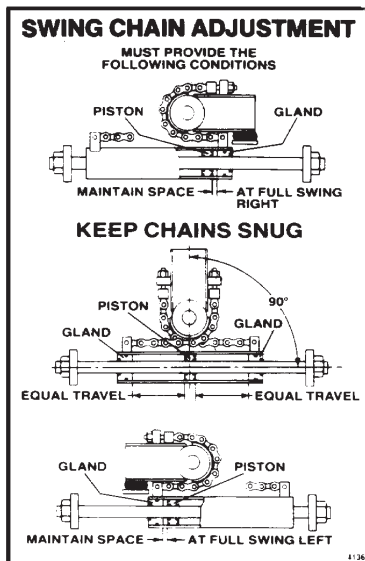 SWING CHAIN ADJUSTMENT
MUST PROVIDE THE
FOLLOWING CONDITIONS
PISTON
GLAND
MAINTAIN SPACE
AT FULL SWING
RIGHT
KEEP CHAINS SNUG
90°
PISTON
GLAND
GLAND
EQUAL TRAVEL
EQUAL TRAVEL
GLAND
PISTON
MAINTAIN SPACE
AT FULL SWING LEFT